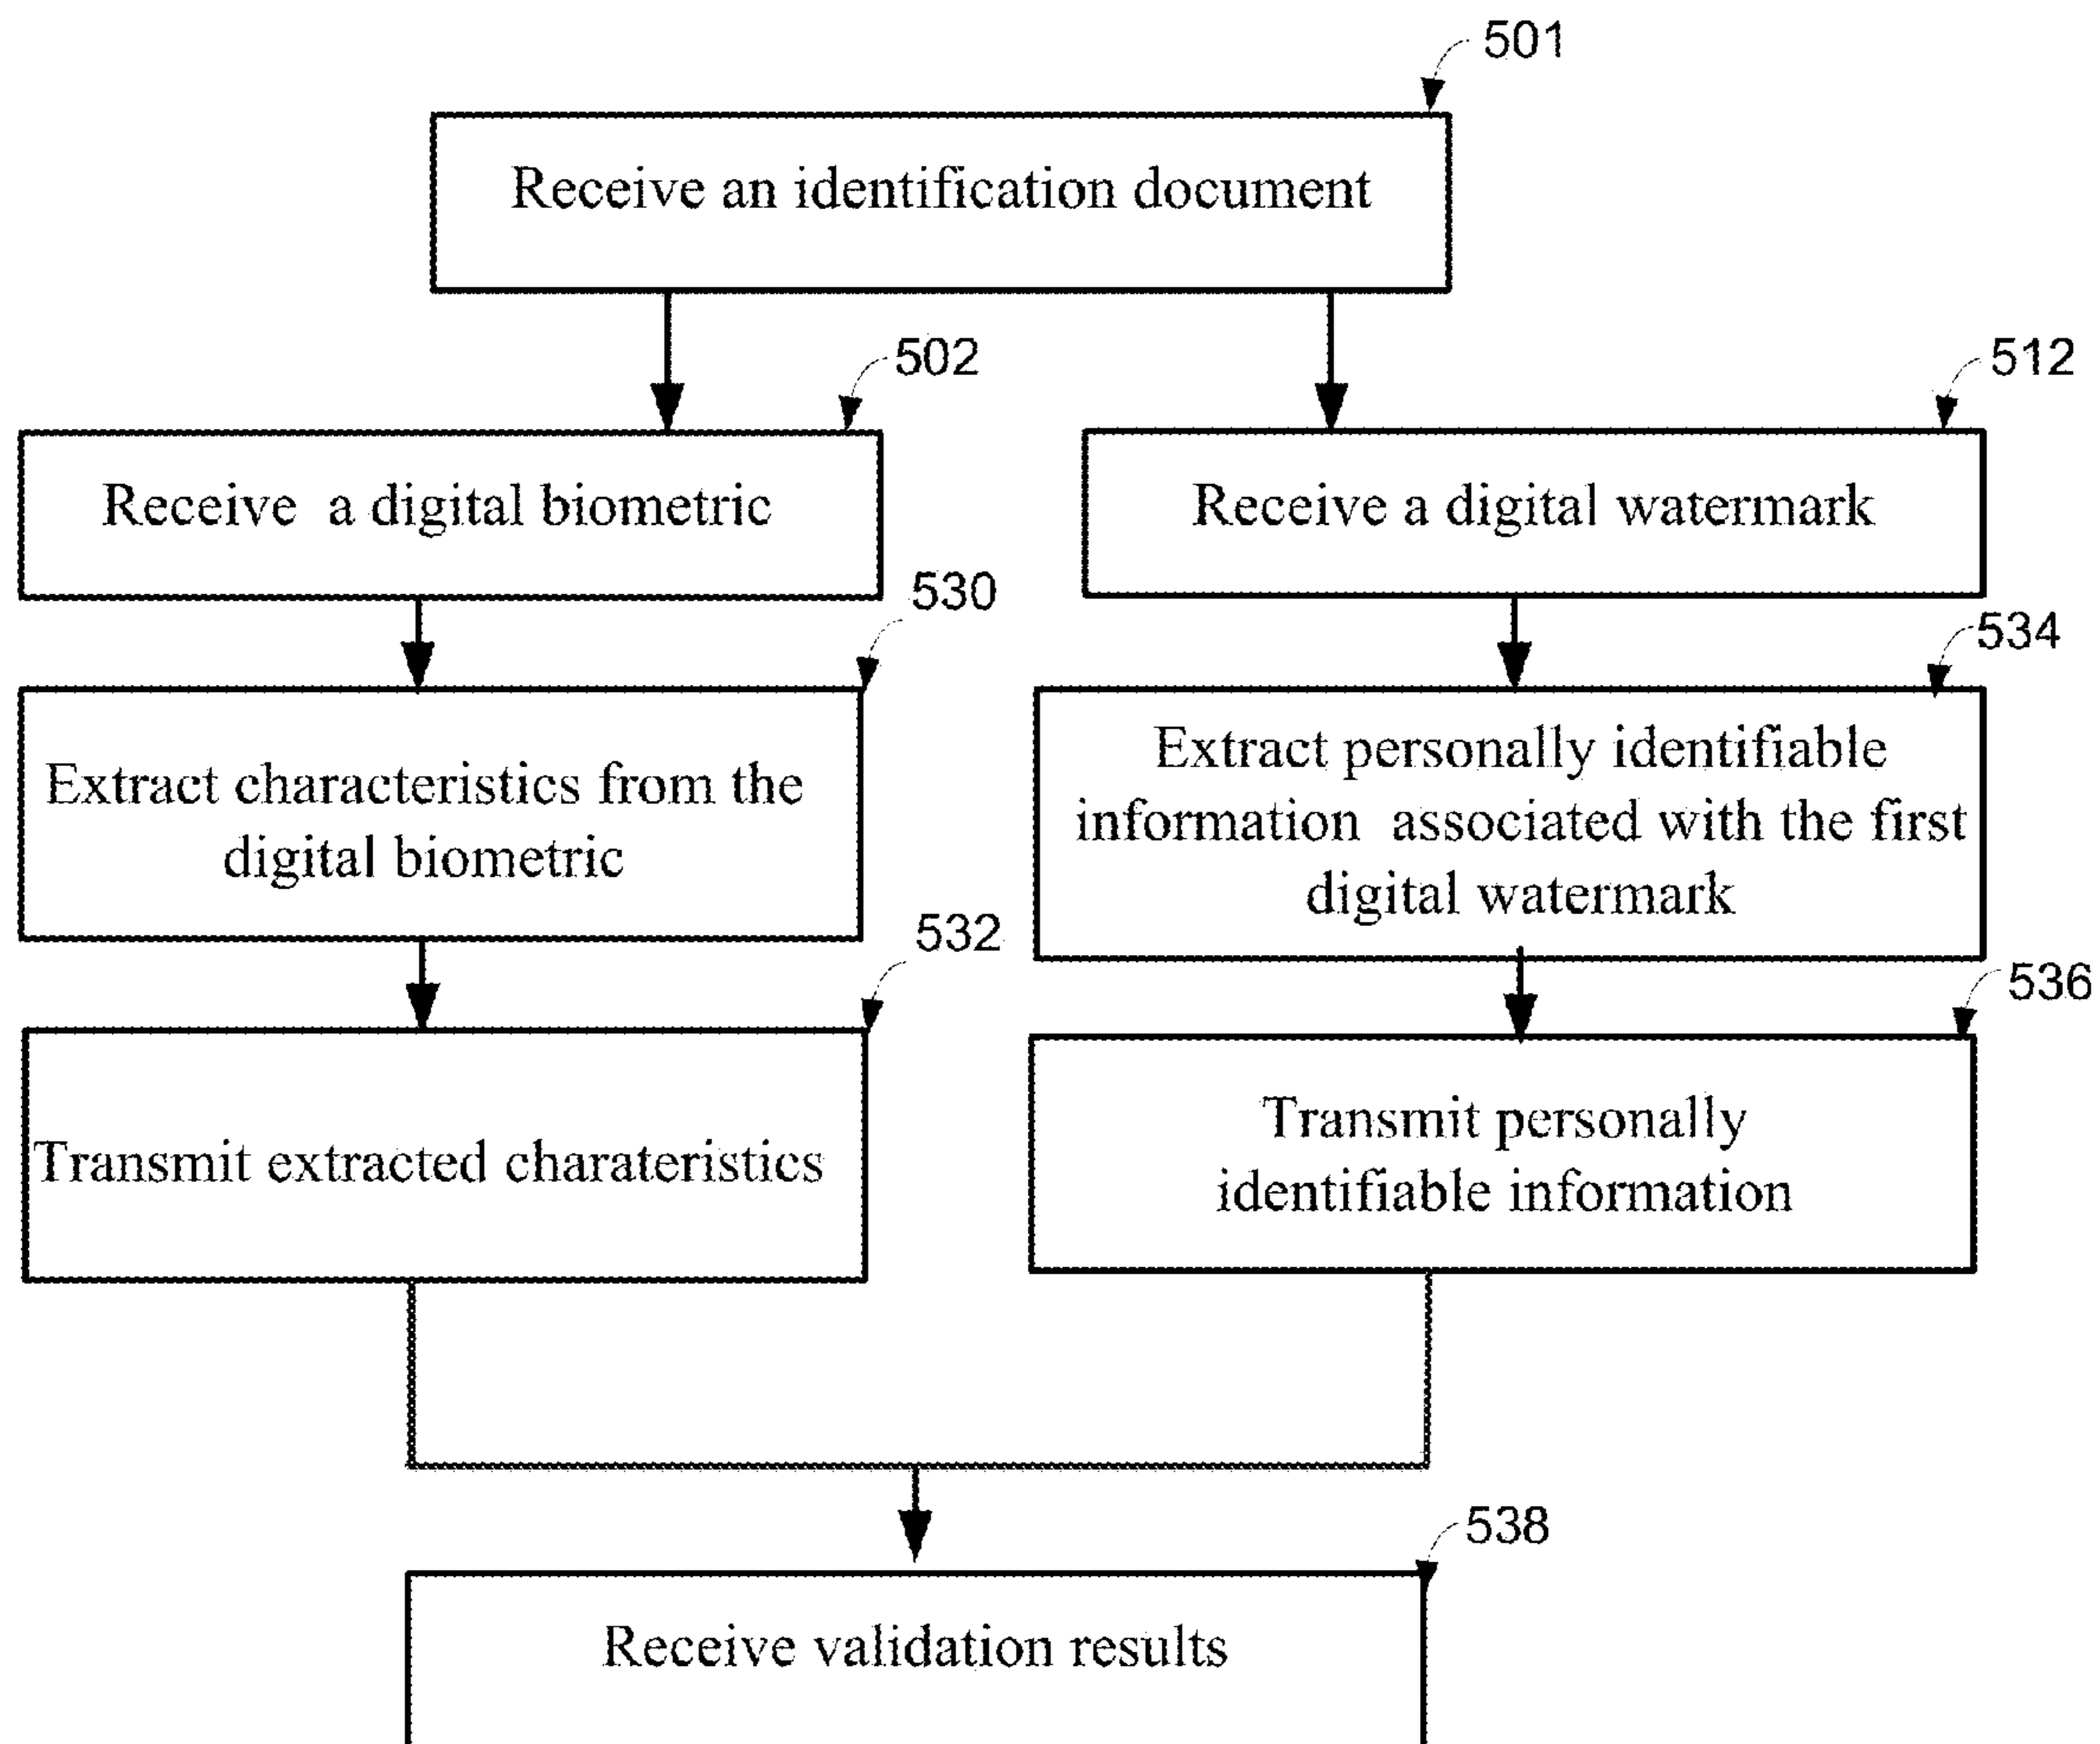 501
Receive an identification document
502
512
Receive a digital biometric
Receive a digital watermark
530
534
Extract characteristics from the
digital biometric
Extract personally identifiable
information associated with the first
digital watermark
532
536
Transmit extracted charateristics
Transmit personally
identifiable information
538
Receive validation results